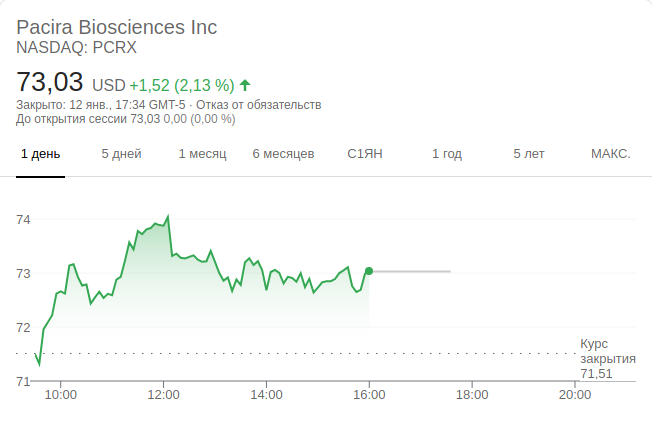 Pacira Biosciences Inc
NASDAQ: PCRX
73,03 USD +1,52 (2,13 %)
Закрыто: 12 янв., 17:34 GMT-5 · Отказ от обязательств
До открытия сессии 73,03 0,00 (0,00 %)
1 день 5 дней 1 месяц 6 месяцев С1ЯН 1 год 5 лет МАКС.
74
73
72
Курс
закрытия
71,51
71
10:00 12:00 14:00 16:00 18:00 20:00